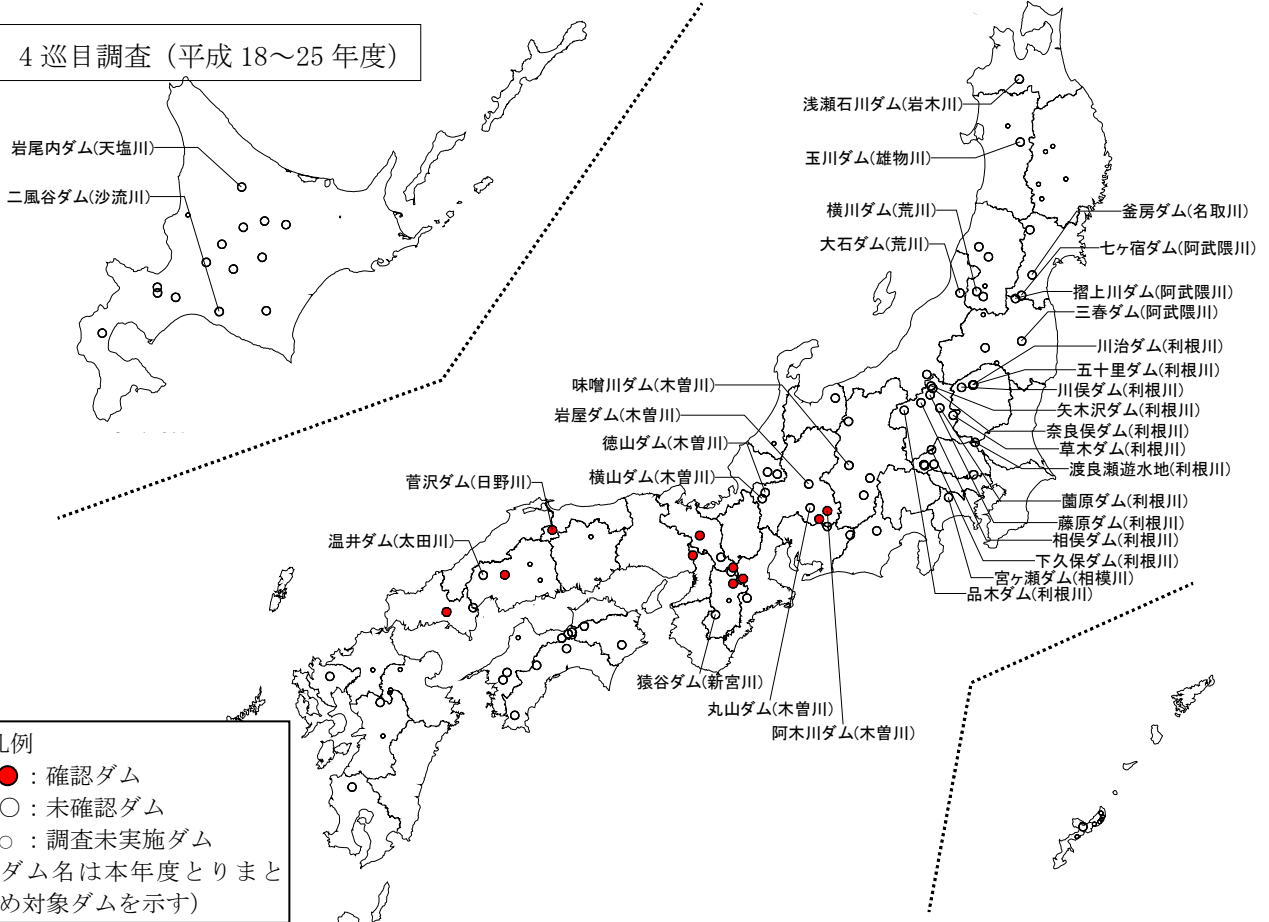 4巡目調査（平成18～25年度）
岩尾内ダム(天塩川)
二風谷ダム(沙流川)
浅瀬石川ダム(岩木川)
玉川ダム(雄物川)
横川ダム(荒川)
大石ダム(荒川)
釜房ダム(名取川)
七ヶ宿ダム(阿武隈川)
摺上川ダム(阿武隈川)
三春ダム(阿武隈川)
川治ダム(利根川)
五十里ダム(利根川)
川俣ダム(利根川)
矢木沢ダム(利根川)
奈良俣ダム(利根川)
草木ダム(利根川)
渡良瀬遊水地(利根川)
薗原ダム(利根川)
藤原ダム(利根川)
相俣ダム(利根川)
下久保ダム(利根川)
宮ヶ瀬ダム(相模川)
品木ダム(利根川)
味噌川ダム(木曽川)
岩屋ダム(木曽川)
徳山ダム(木曽川)
横山ダム(木曽川)
菅沢ダム(日野川)
温井ダム(太田川)
猿谷ダム(新宮川)
丸山ダム(木曽川)
阿木川ダム(木曽川)
凡例
：確認ダム
：未確認ダム
：調査未実施ダム
ダム名は本年度とりまと
め対象ダムを示す）